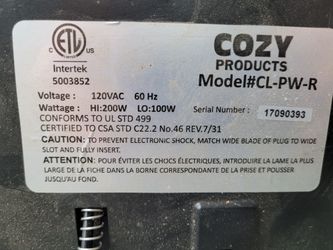 ETL
CM
LISTED
C
US
Intertek
5003852
COZY
PRODUCTS
Model#CL-PW-R
Voltage : 120VAC 60 Hz
Wattage : HI:200W LO:100W
Serial Number : 17090393
CONFORMS TO UL STD 499
CERTIFIED TO CSA STD C22.2 No.46 REV.7/31
CAUTION: TO PREVENT ELECTRONIC SHOCK, MATCH WIDE BLADE OF PLUG TO WIDE
SLOT AND FULLY INSERT.
ATTENTION: POUR ÉVITER LES CHOCS ÉLECTRIQUES, INTRODUIRE LA LAME LA PLUS
LARGE DE LA FICHE DANS LA BORNE CORRESPONDANTE DE LA PRISE ET POUSSER
JUSQU'AU FOND.